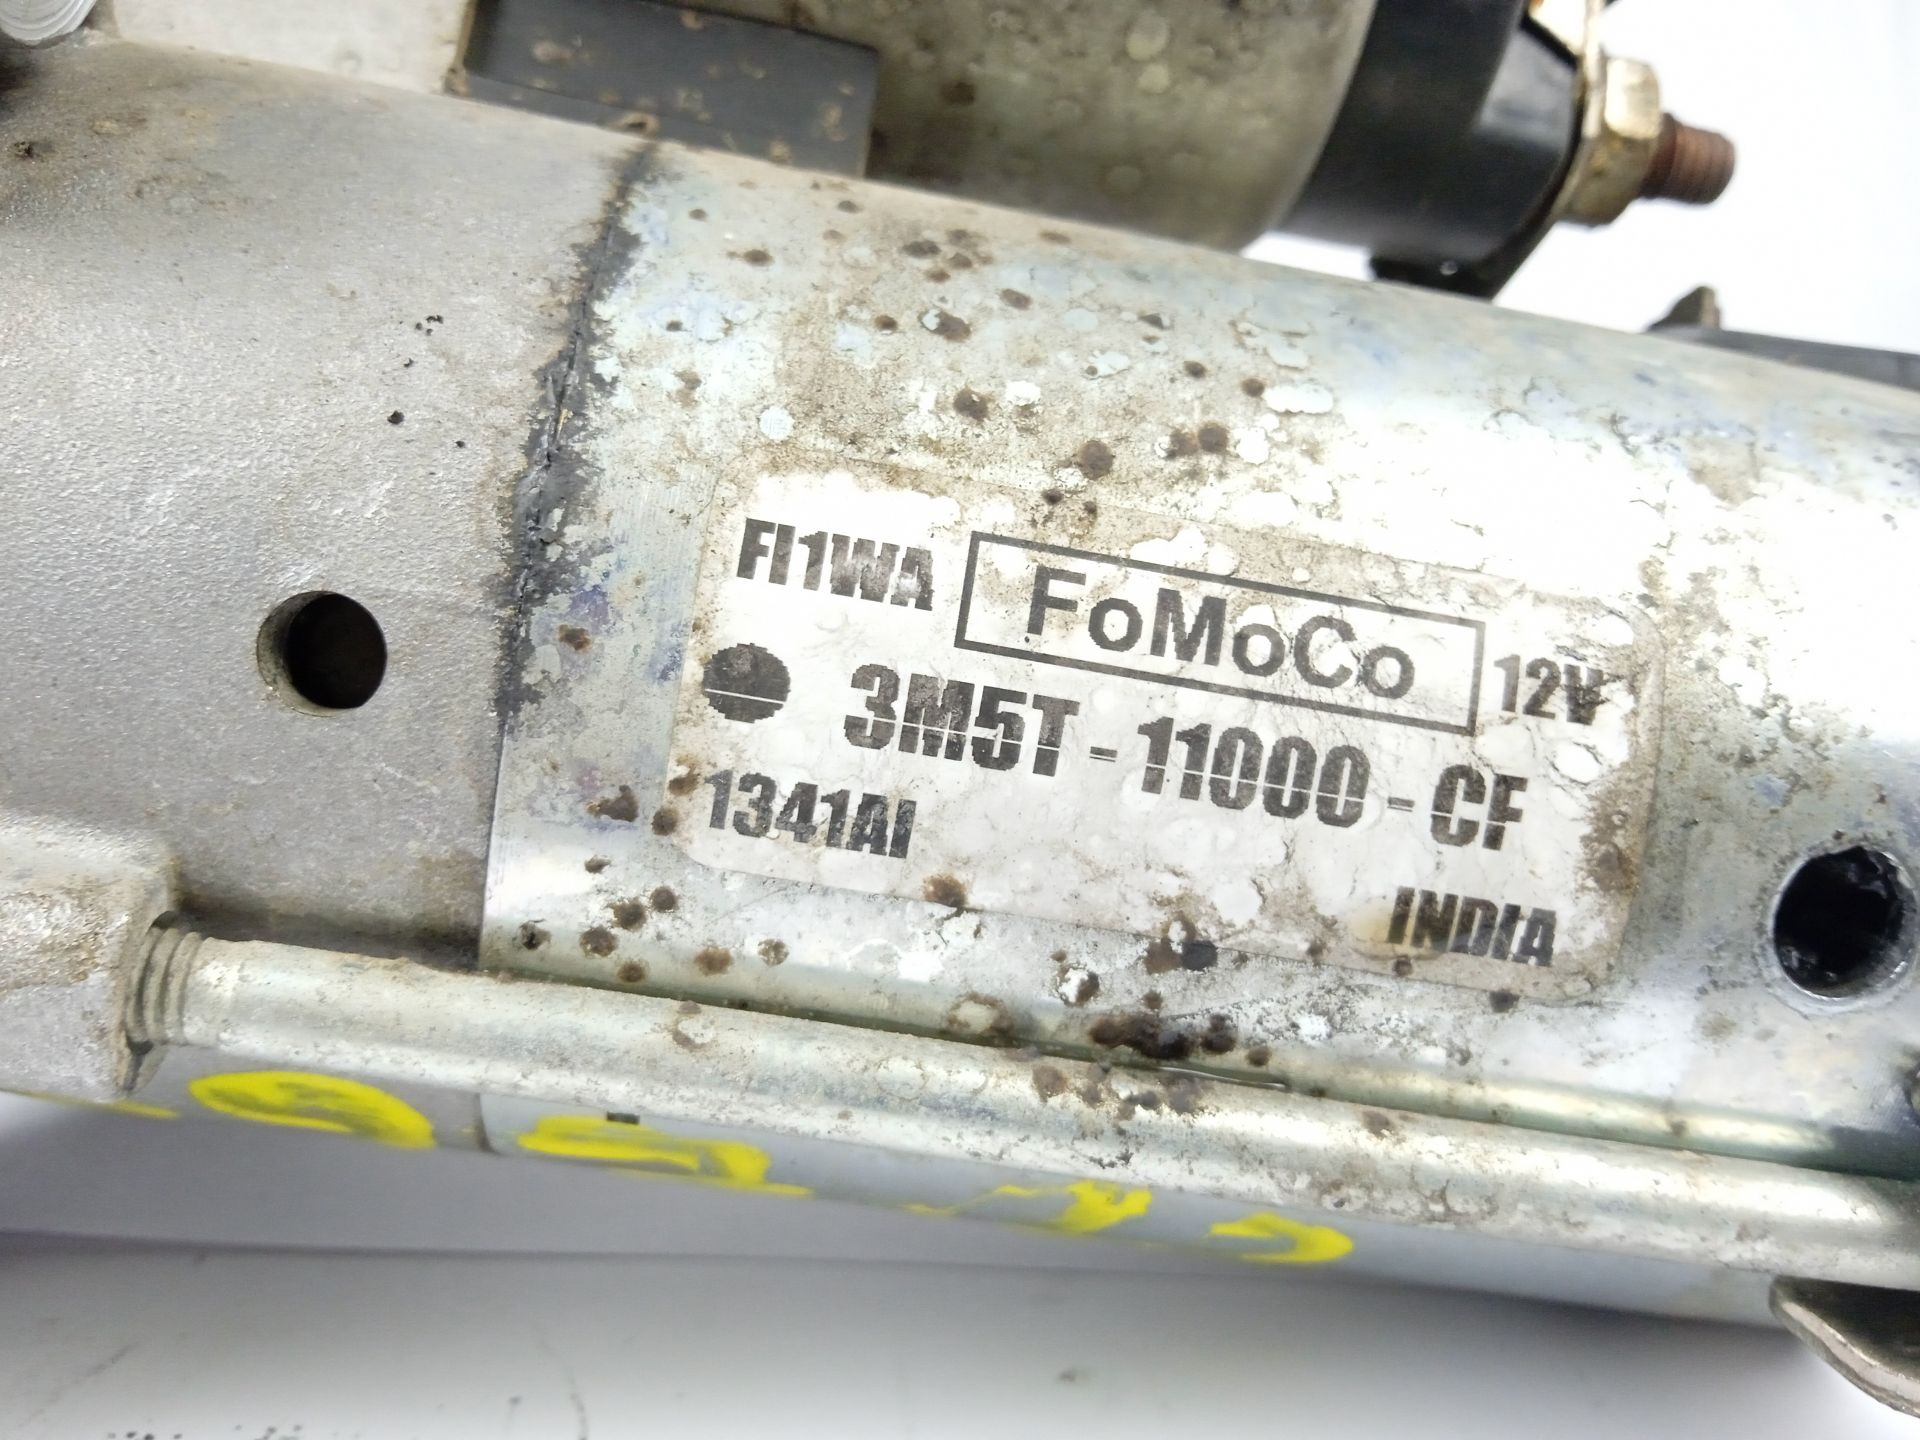 FI1WA FoMoCo 12V
3M5T-11000-CF
1341AI
INDIA